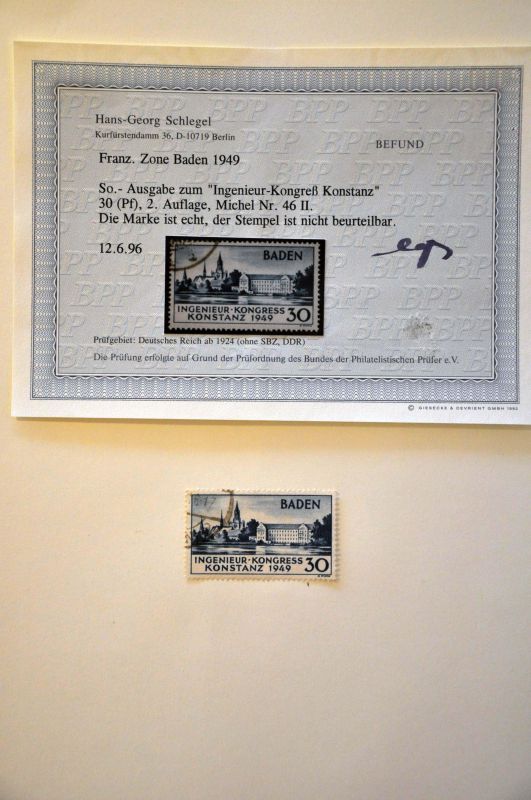 Hans-Georg Schlegel
Kurfürstendamm 36, D-10719 Berlin
BEFUND
Franz. Zone Baden 1949
So.- Ausgabe zum "Ingenieur-Kongreß Konstanz"
30 (Pf), 2. Auflage, Michel Nr. 46 II.
Die Marke ist echt, der Stempel ist nicht beurteilbar.
12.6.96
BADEN
INGENIEUR·KONGRESS
KONSTANZ 1949 30
Prüfgebiet: Deutsches Reich ab 1924 (ohne SBZ, DDR)
Die Prüfung erfolgte auf Grund der Prüfordnung des Bundes der Philatelistischen Prüfer e.V.
© GIESECKE & DEVRIENT GMBH 1992
BADEN
INGENIEUR·KONGRESS
KONSTANZ 1949 30